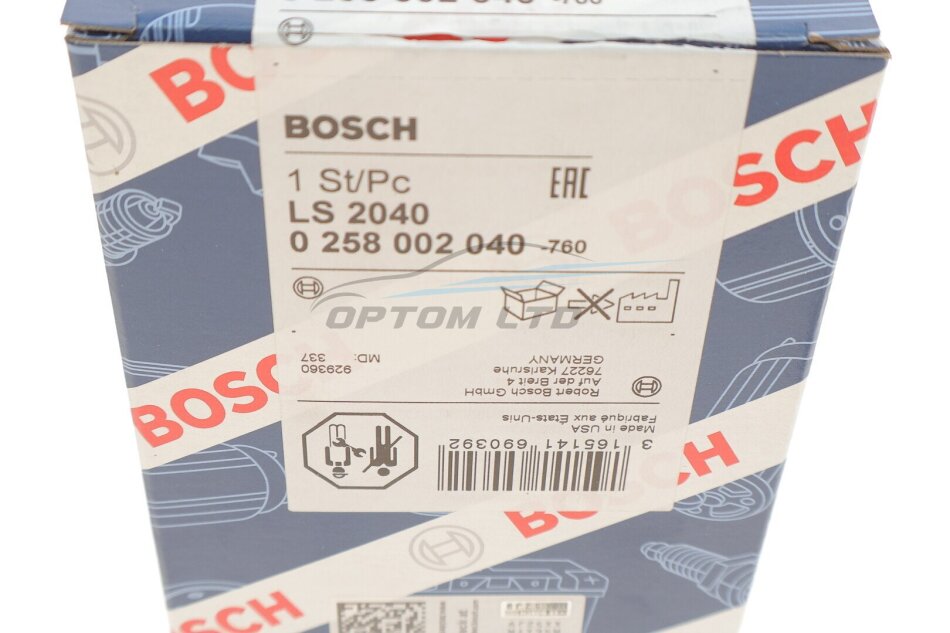 BOSCH
BOSCH
1 St/Pc
EAC
LS 2040
0 258 002 040 -760
BOSCH
OPTOM LTD
929360
MD: 337
Robert Bosch GmbH
Auf der Breit 4
76227 Karlsruhe
GERMANY
Made in USA
Fabriqué aux États-Unis
3 165141 690392
BOSCH
BOSCH
BOSCH